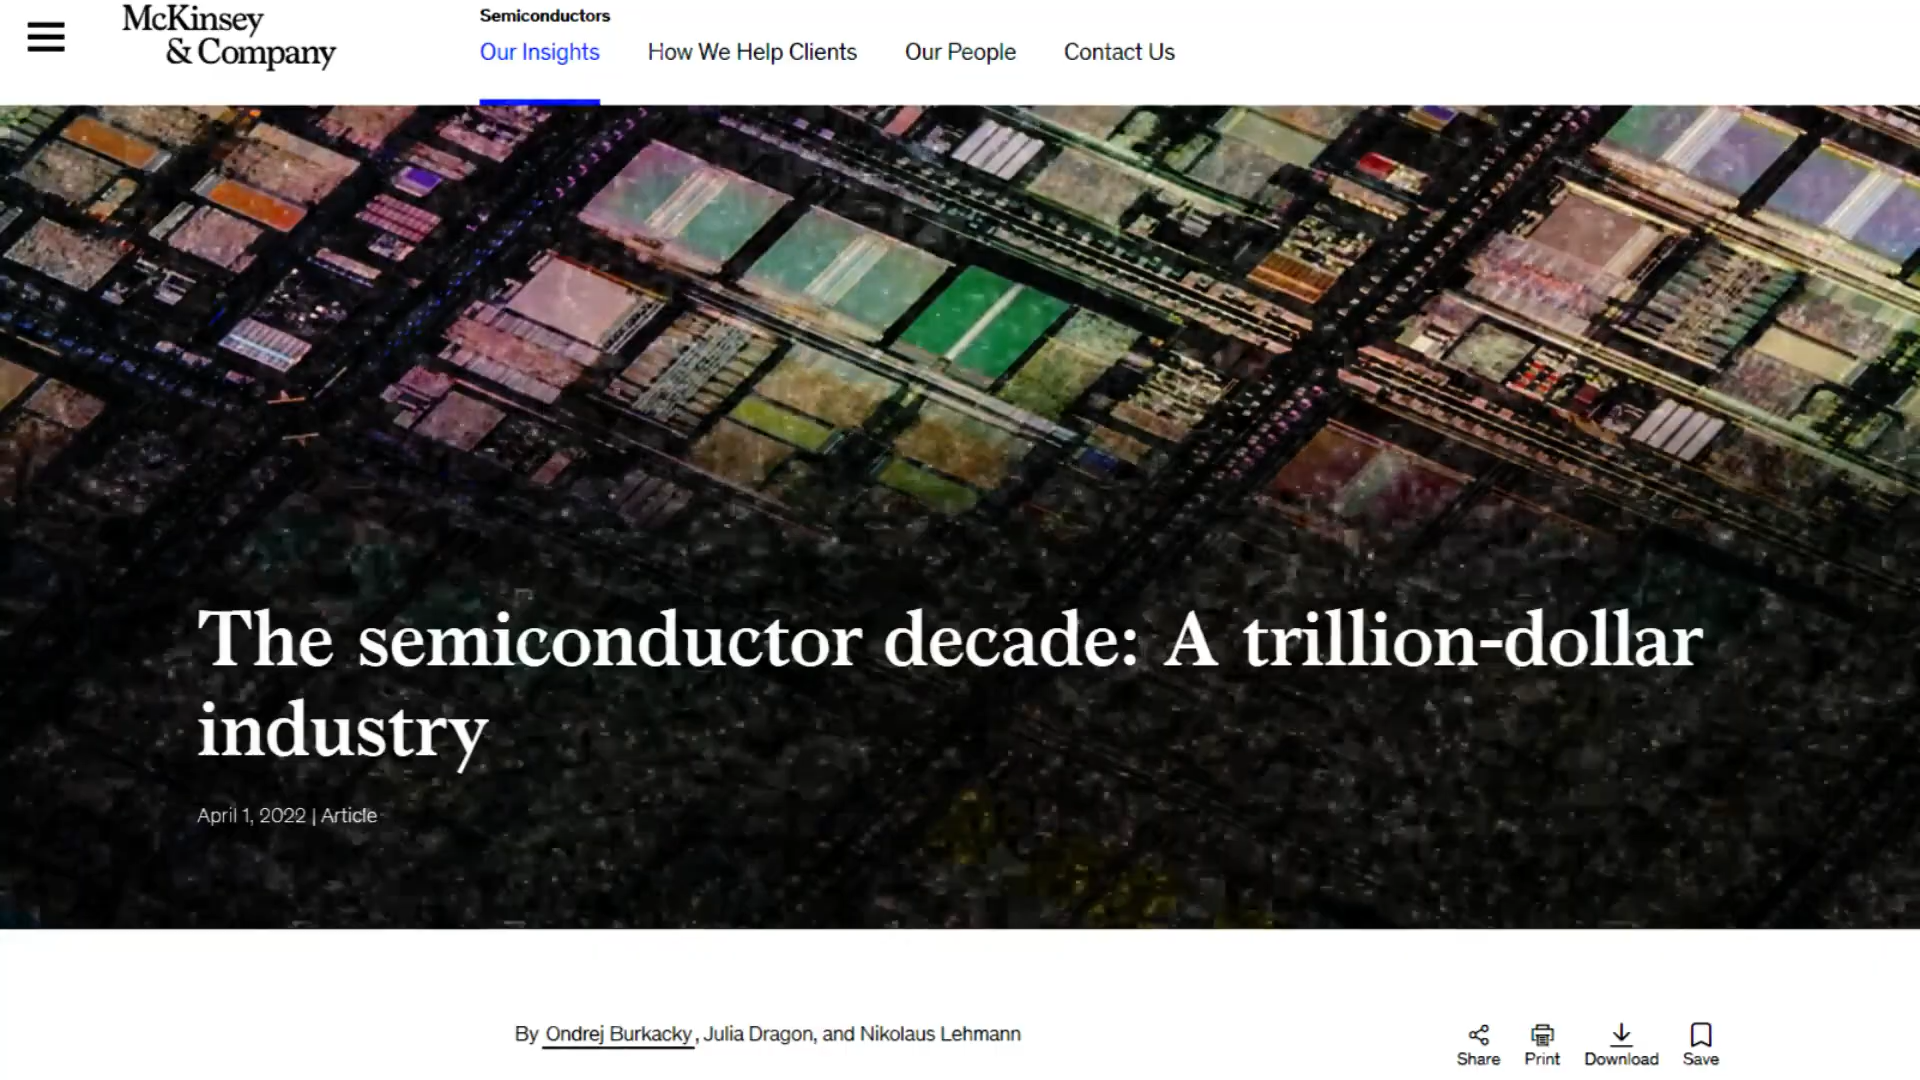 McKinsey
& Company
Semiconductors
Our Insights How We Help Clients Our People Contact Us
The semiconductor decade: A trillion-dollar
industry
April 1, 2022 | Article
By Ondrej Burkacky, Julia Dragon, and Nikolaus Lehmann
Share Print Download Save